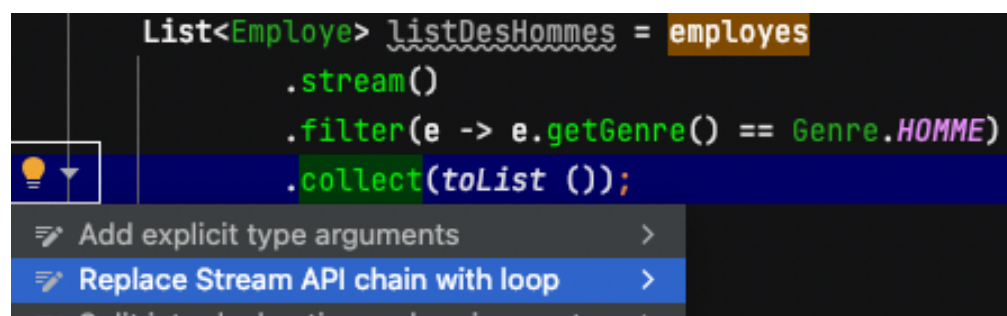 List<Employe> listDesHommes = employes
.stream()
.filter(e -> e.getGenre() == Genre.HOMME)
.collect(toList ());
Add explicit type arguments >
Replace Stream API chain with loop >